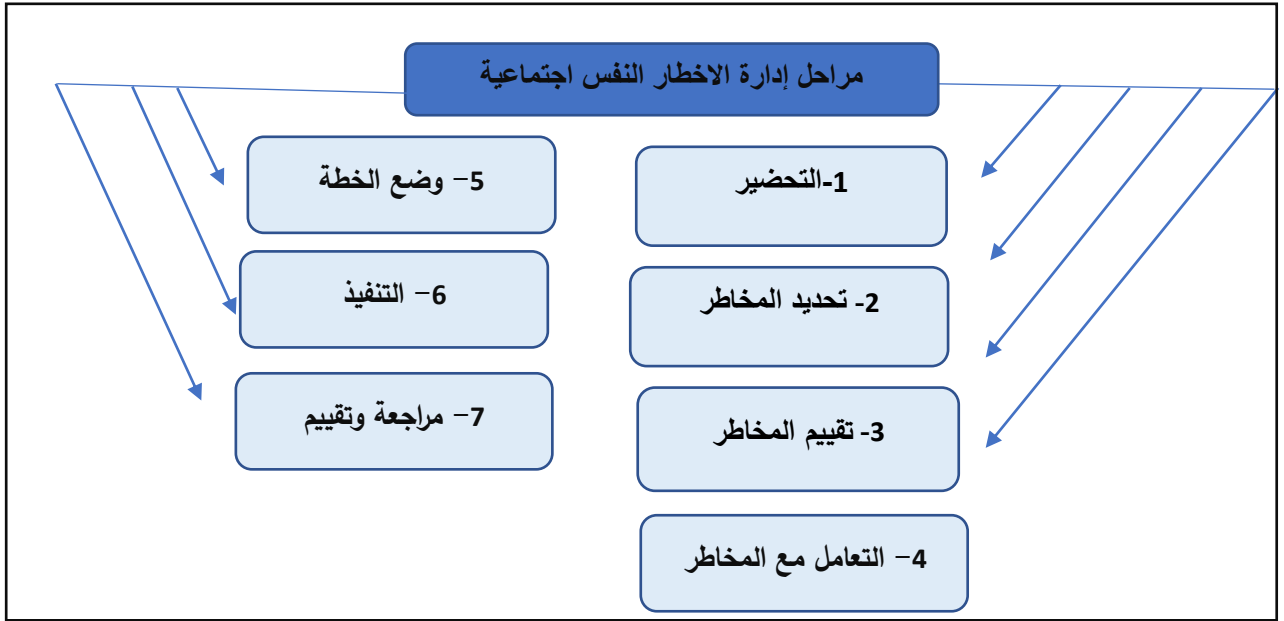 مراحل إدارة الاخطار النفس اجتماعية
1-التحضير
2- تحديد المخاطر
3- تقييم المخاطر
4– التعامل مع المخاطر
5– وضع الخطة
6– التنفيذ
7– مراجعة وتقييم